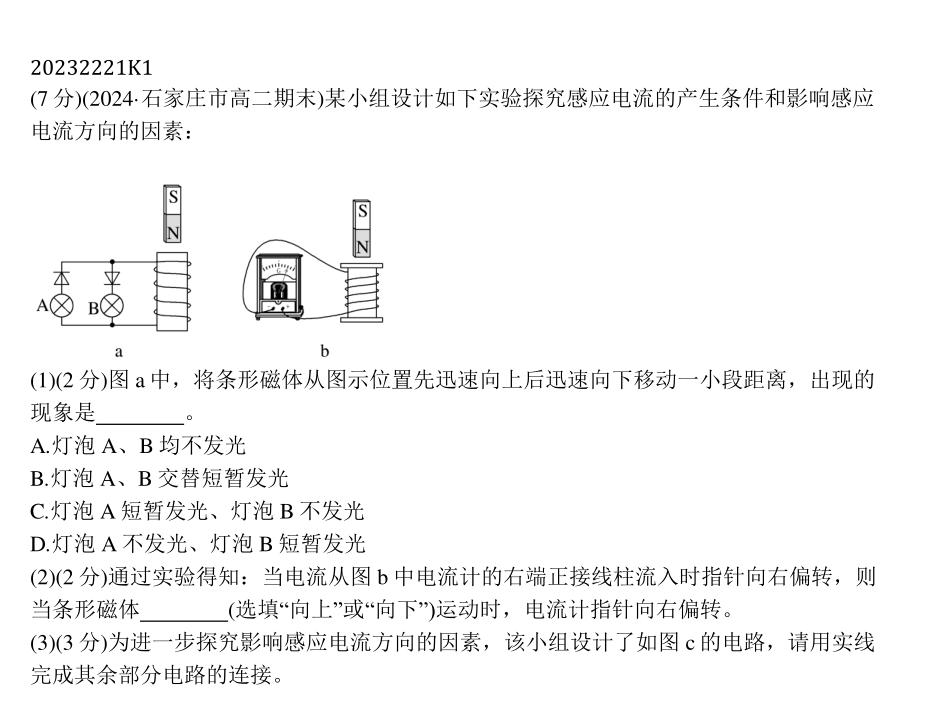 20232221K1
(7 分)(2024·石家庄市高二期末)某小组设计如下实验探究感应电流的产生条件和影响感应
电流方向的因素：
S
N
S
N
G
A
B
a
b
(1)(2 分)图 a 中，将条形磁体从图示位置先迅速向上后迅速向下移动一小段距离，出现的
现象是________。
A.灯泡 A、B 均不发光
B.灯泡 A、B 交替短暂发光
C.灯泡 A 短暂发光、灯泡 B 不发光
D.灯泡 A 不发光、灯泡 B 短暂发光
(2)(2 分)通过实验得知：当电流从图 b 中电流计的右端正接线柱流入时指针向右偏转，则
当条形磁体________(选填“向上”或“向下”)运动时，电流计指针向右偏转。
(3)(3 分)为进一步探究影响感应电流方向的因素，该小组设计了如图 c 的电路，请用实线
完成其余部分电路的连接。